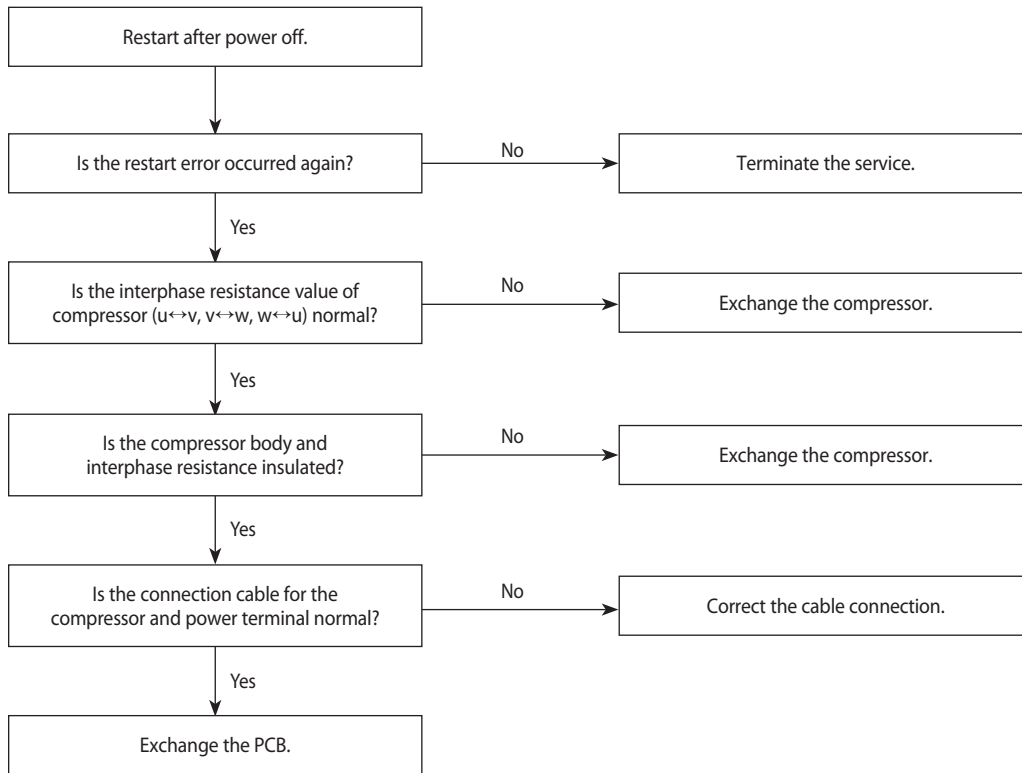 Restart after power off.
Is the restart error occurred again?
No
Terminate the service.
Yes
Is the interphase resistance value of
compressor (u↔v, v↔w, w↔u) normal?
No
Exchange the compressor.
Yes
Is the compressor body and
interphase resistance insulated?
No
Exchange the compressor.
Yes
Is the connection cable for the
compressor and power terminal normal?
No
Correct the cable connection.
Yes
Exchange the PCB.